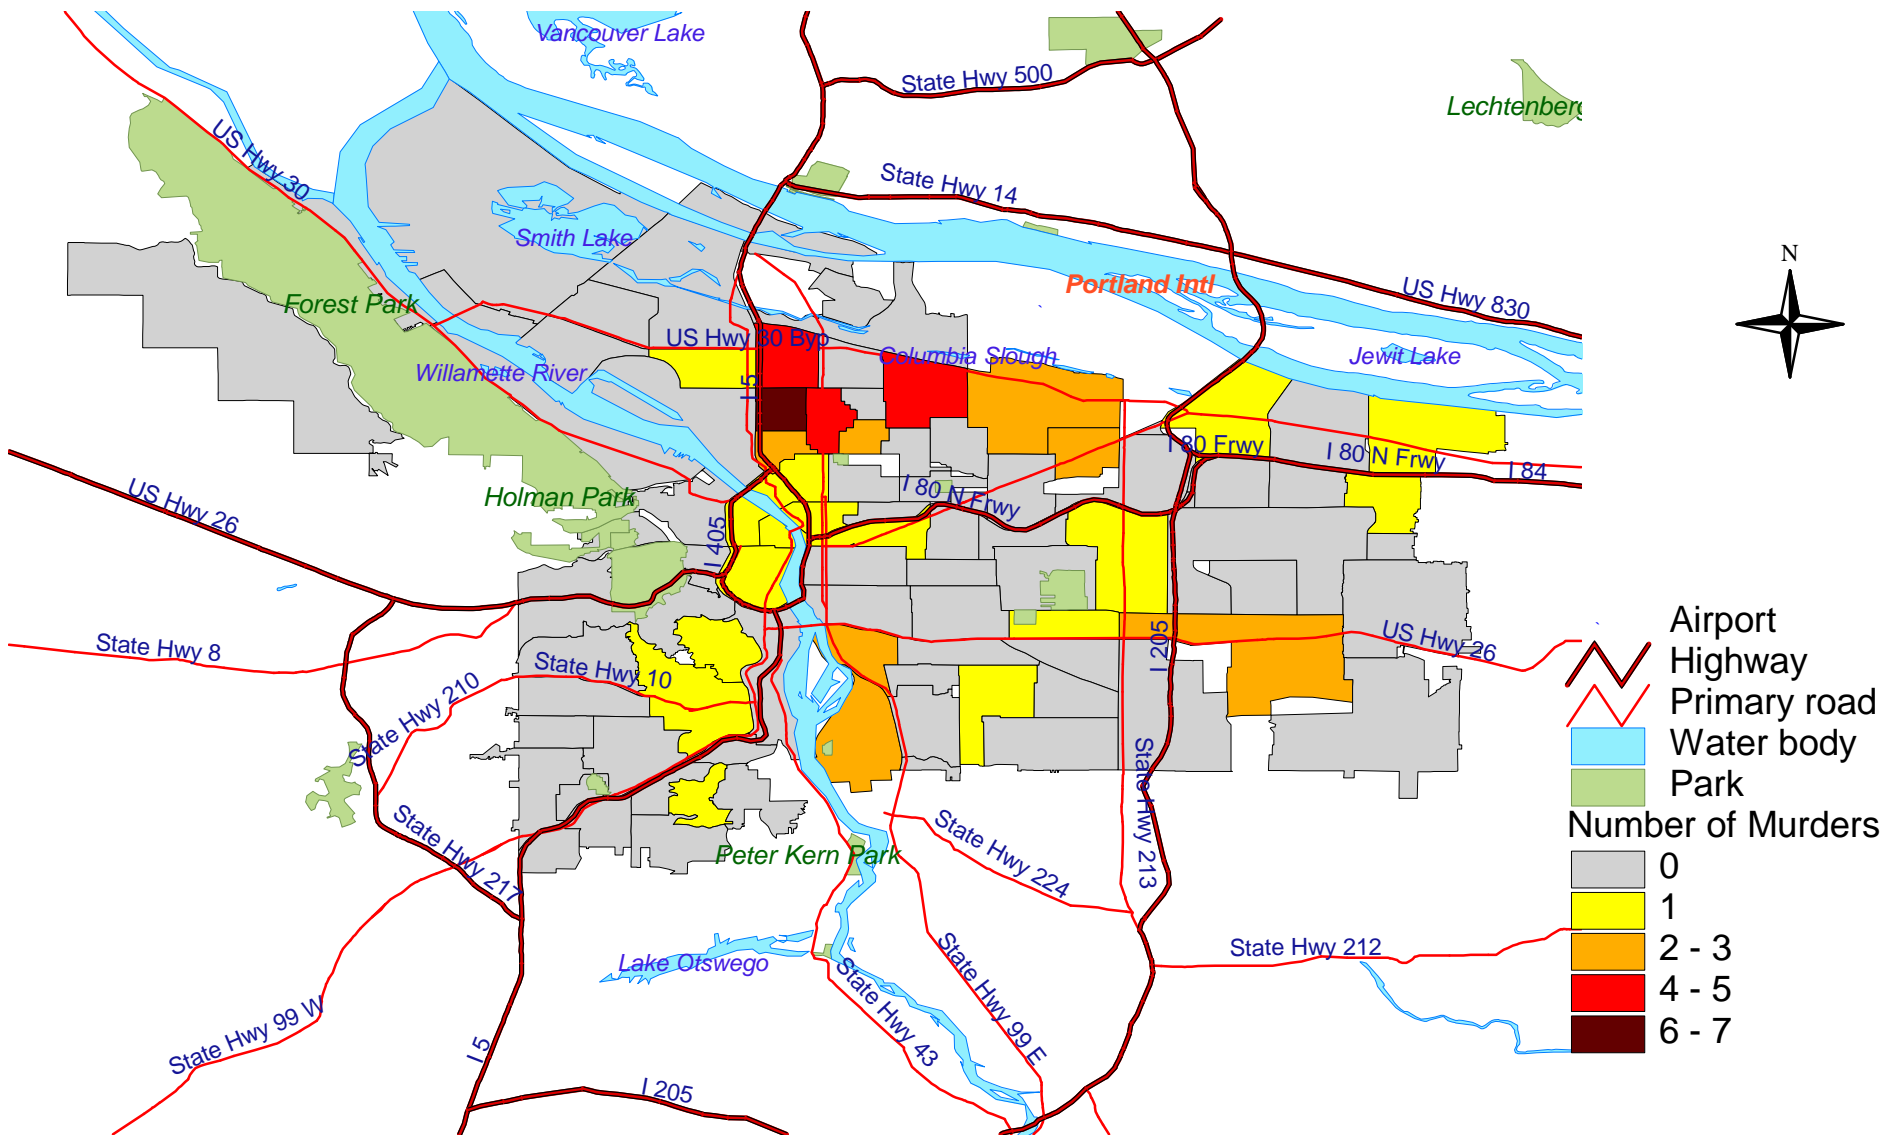 Vancouver Lake
State Hwy 500
Lechtenberg
US Hwy 30
State Hwy 14
Smith Lake
N
Portland Intl
US Hwy 830
Forest Park
US Hwy 30 Byp
Columbia Slough
Jewit Lake
Willamette River
I 5
I 80 Frwy
I 80 N Frwy
I 84
US Hwy 26
Holman Park
I 80 N Frwy
I 405
State Hwy 8
State Hwy 10
I 205
US Hwy 26
State Hwy 210
State Hwy 213
State Hwy 217
Peter Kern Park
State Hwy 224
Lake Otswego
State Hwy 212
State Hwy 43
State Hwy 99 E
State Hwy 99 W
I 5
I 205
Airport
Highway
Primary road
Water body
Park
Number of Murders
0
1
2 - 3
4 - 5
6 - 7